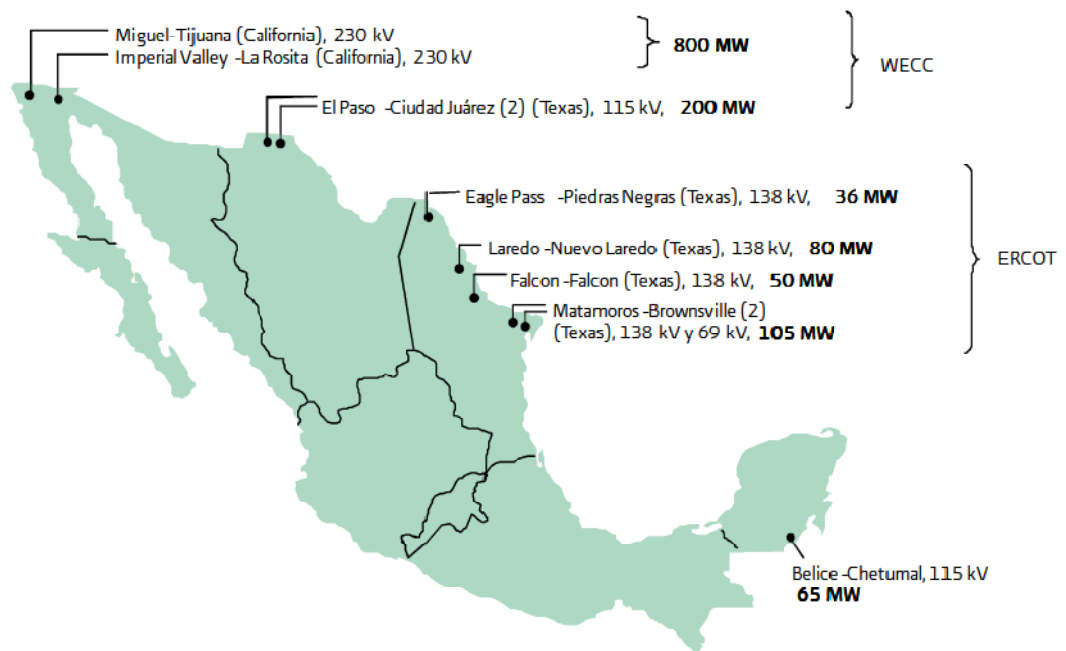 Miguel-Tijuana (California), 230 kV
Imperial Valley -La Rosita (California), 230 kV
800 MW
WECC
El Paso -Ciudad Juárez (2) (Texas), 115 kV, 200 MW
Eagle Pass -Piedras Negras (Texas), 138 kV, 36 MW
Laredo -Nuevo Laredo (Texas), 138 kV, 80 MW
ERCOT
Falcon -Falcon (Texas), 138 kV, 50 MW
Matamoros -Brownsville (2)
(Texas), 138 kV y 69 kV, 105 MW
Belice -Chetumal, 115 kV
65 MW